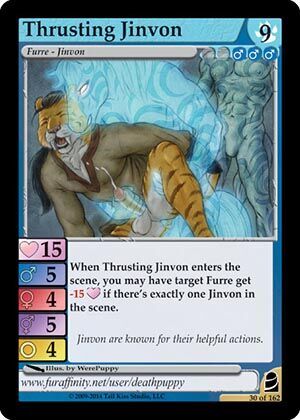 Thrusting Jinvon
9
Furre - Jinvon
♂♂♂
15
♂ 5
♀ 4
⚥ 5
4
When Thrusting Jinvon enters the
scene, you may have target Furre get
-15 if there's exactly one Jinvon in
the scene.
Jinvon are known for their helpful actions.
Illus. by WerePuppy
www.furaffinity.net/user/deathpuppy
© 2009-2014 Tail Kiss Studio, LLC
30 of 162